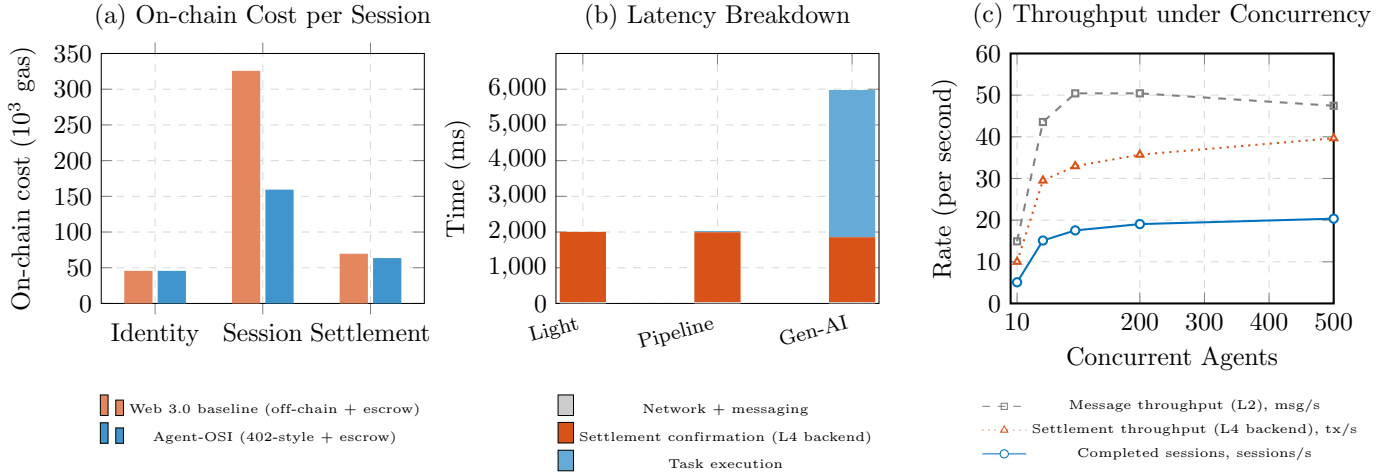 (a) On-chain Cost per Session
On-chain cost (10³ gas)
350
300
250
200
150
100
50
0
Identity
Session
Settlement
Web 3.0 baseline (off-chain + escrow)
Agent-OSI (402-style + escrow)
(b) Latency Breakdown
Time (ms)
6,000
5,000
4,000
3,000
2,000
1,000
0
Light
Pipeline
Gen-AI
Network + messaging
Settlement confirmation (L4 backend)
Task execution
(c) Throughput under Concurrency
Rate (per second)
60
50
40
30
20
10
0
10
200
300
400
500
Concurrent Agents
Message throughput (L2), msg/s
Settlement throughput (L4 backend), tx/s
Completed sessions, sessions/s